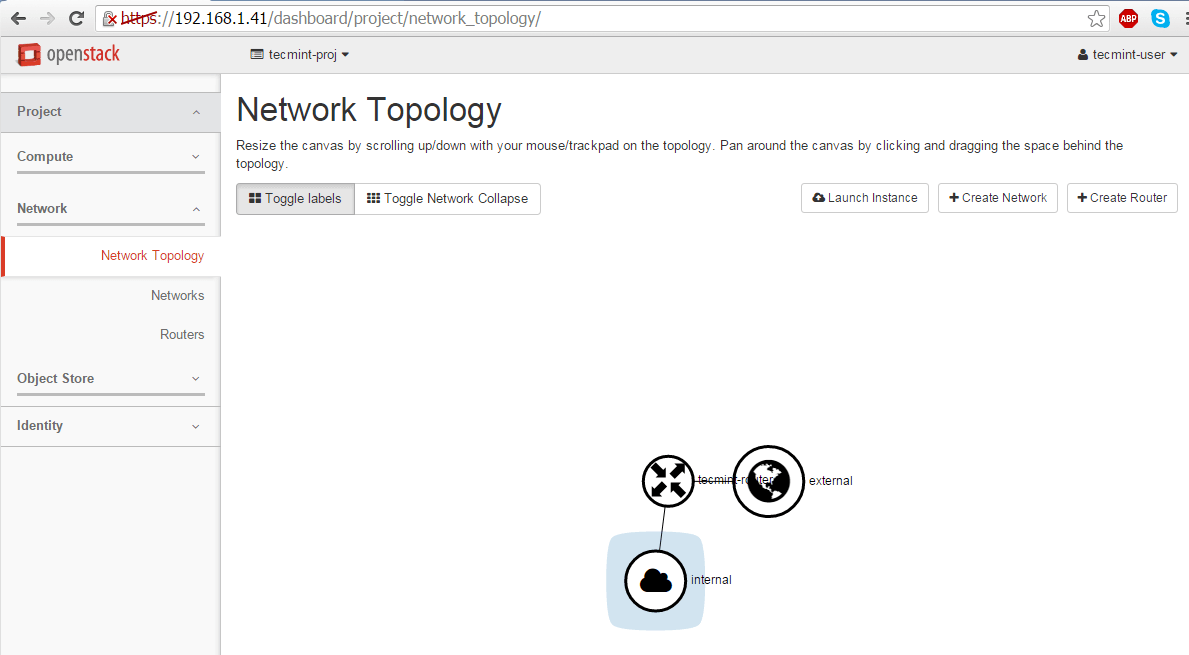 https://192.168.1.41/dashboard/project/network_topology/
ABP
S
openstack
tecmint-proj
tecmint-user
Project
Compute
Network
Network Topology
Networks
Routers
Object Store
Identity
Network Topology
Resize the canvas by scrolling up/down with your mouse/trackpad on the topology. Pan around the canvas by clicking and dragging the space behind the
topology.
Toggle labels
Toggle Network Collapse
Launch Instance
Create Network
Create Router
tecmint-router
external
internal